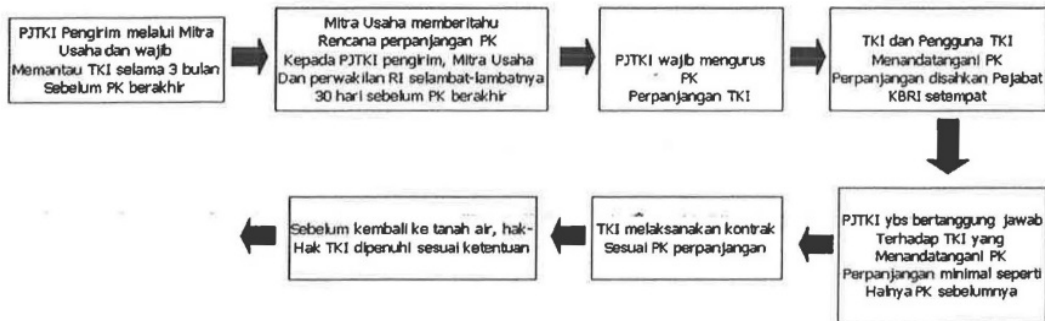 PJTKI Pengirim melalui Mitra
Usaha dan wajib
Memantau TKI selama 3 bulan
Sebelum PK berakhir
Mitra Usaha memberitahu
Rencana perpanjangan PK
Kepada PJTKI pengirim, Mitra Usaha
Dan perwakilan RI selambat-lambatnya
30 hari sebelum PK berakhir
PJTKI wajib mengurus
PK
Perpanjangan TKI
TKI dan Pengguna TKI
Menandatangani PK
Perpanjangan disahkan Pejabat
KBRI setempat
PJTKI ybs bertanggung jawab
Terhadap TKI yang
Menandatangani PK
Perpanjangan minimal seperti
Halnya PK sebelumnya
TKI melaksanakan kontrak
Sesuai PK perpanjangan
Sebelum kembali ke tanah air, hak-
Hak TKI dipenuhi sesuai ketentuan